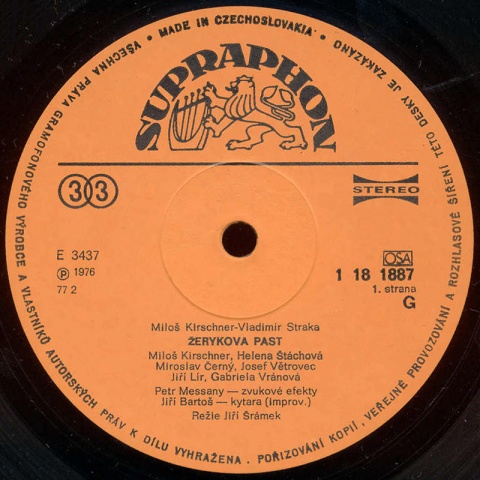 VŠECHNA PRÁVA GRAMOFONOVÉHO VÝROBCE A VLASTNÍKŮ AUTORSKÝCH PRÁV K DÍLU VYHRAŽENA. POŘIZOVÁNÍ KOPIÍ, VEŘEJNÉ PROVOZOVÁNÍ A ROZHLASOVÉ ŠÍŘENÍ TÉTO DESKY JE ZAKÁZÁNO
• MADE IN CZECHOSLOVAKIA •
SUPRAPHON
33
STEREO
E 3437
Ⓟ 1976
77 2
OSA
1 18 1887
1. strana
G
Miloš Kirschner-Vladimír Straka
ŽERYKOVA PAST
Miloš Kirschner, Helena Štáchová
Miroslav Černý, Josef Větrovec
Jiří Lír, Gabriela Vránová
Petr Messany — zvukové efekty
Jiří Bartoš — kytara (improv.)
Režie Jiří Šrámek